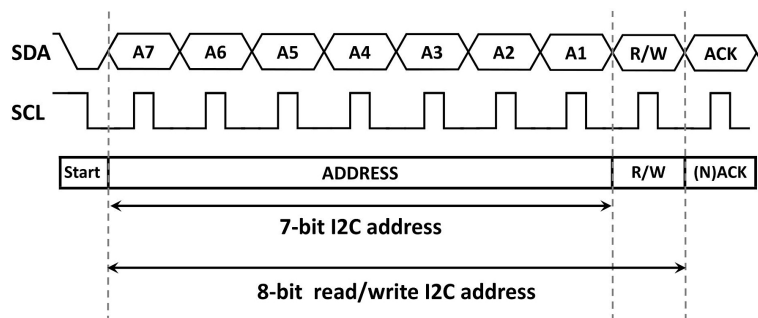 SDA A7 A6 A5 A4 A3 A2 A1 R/W ACK
SCL
Start ADDRESS R/W (N)ACK
7-bit I2C address
8-bit read/write I2C address